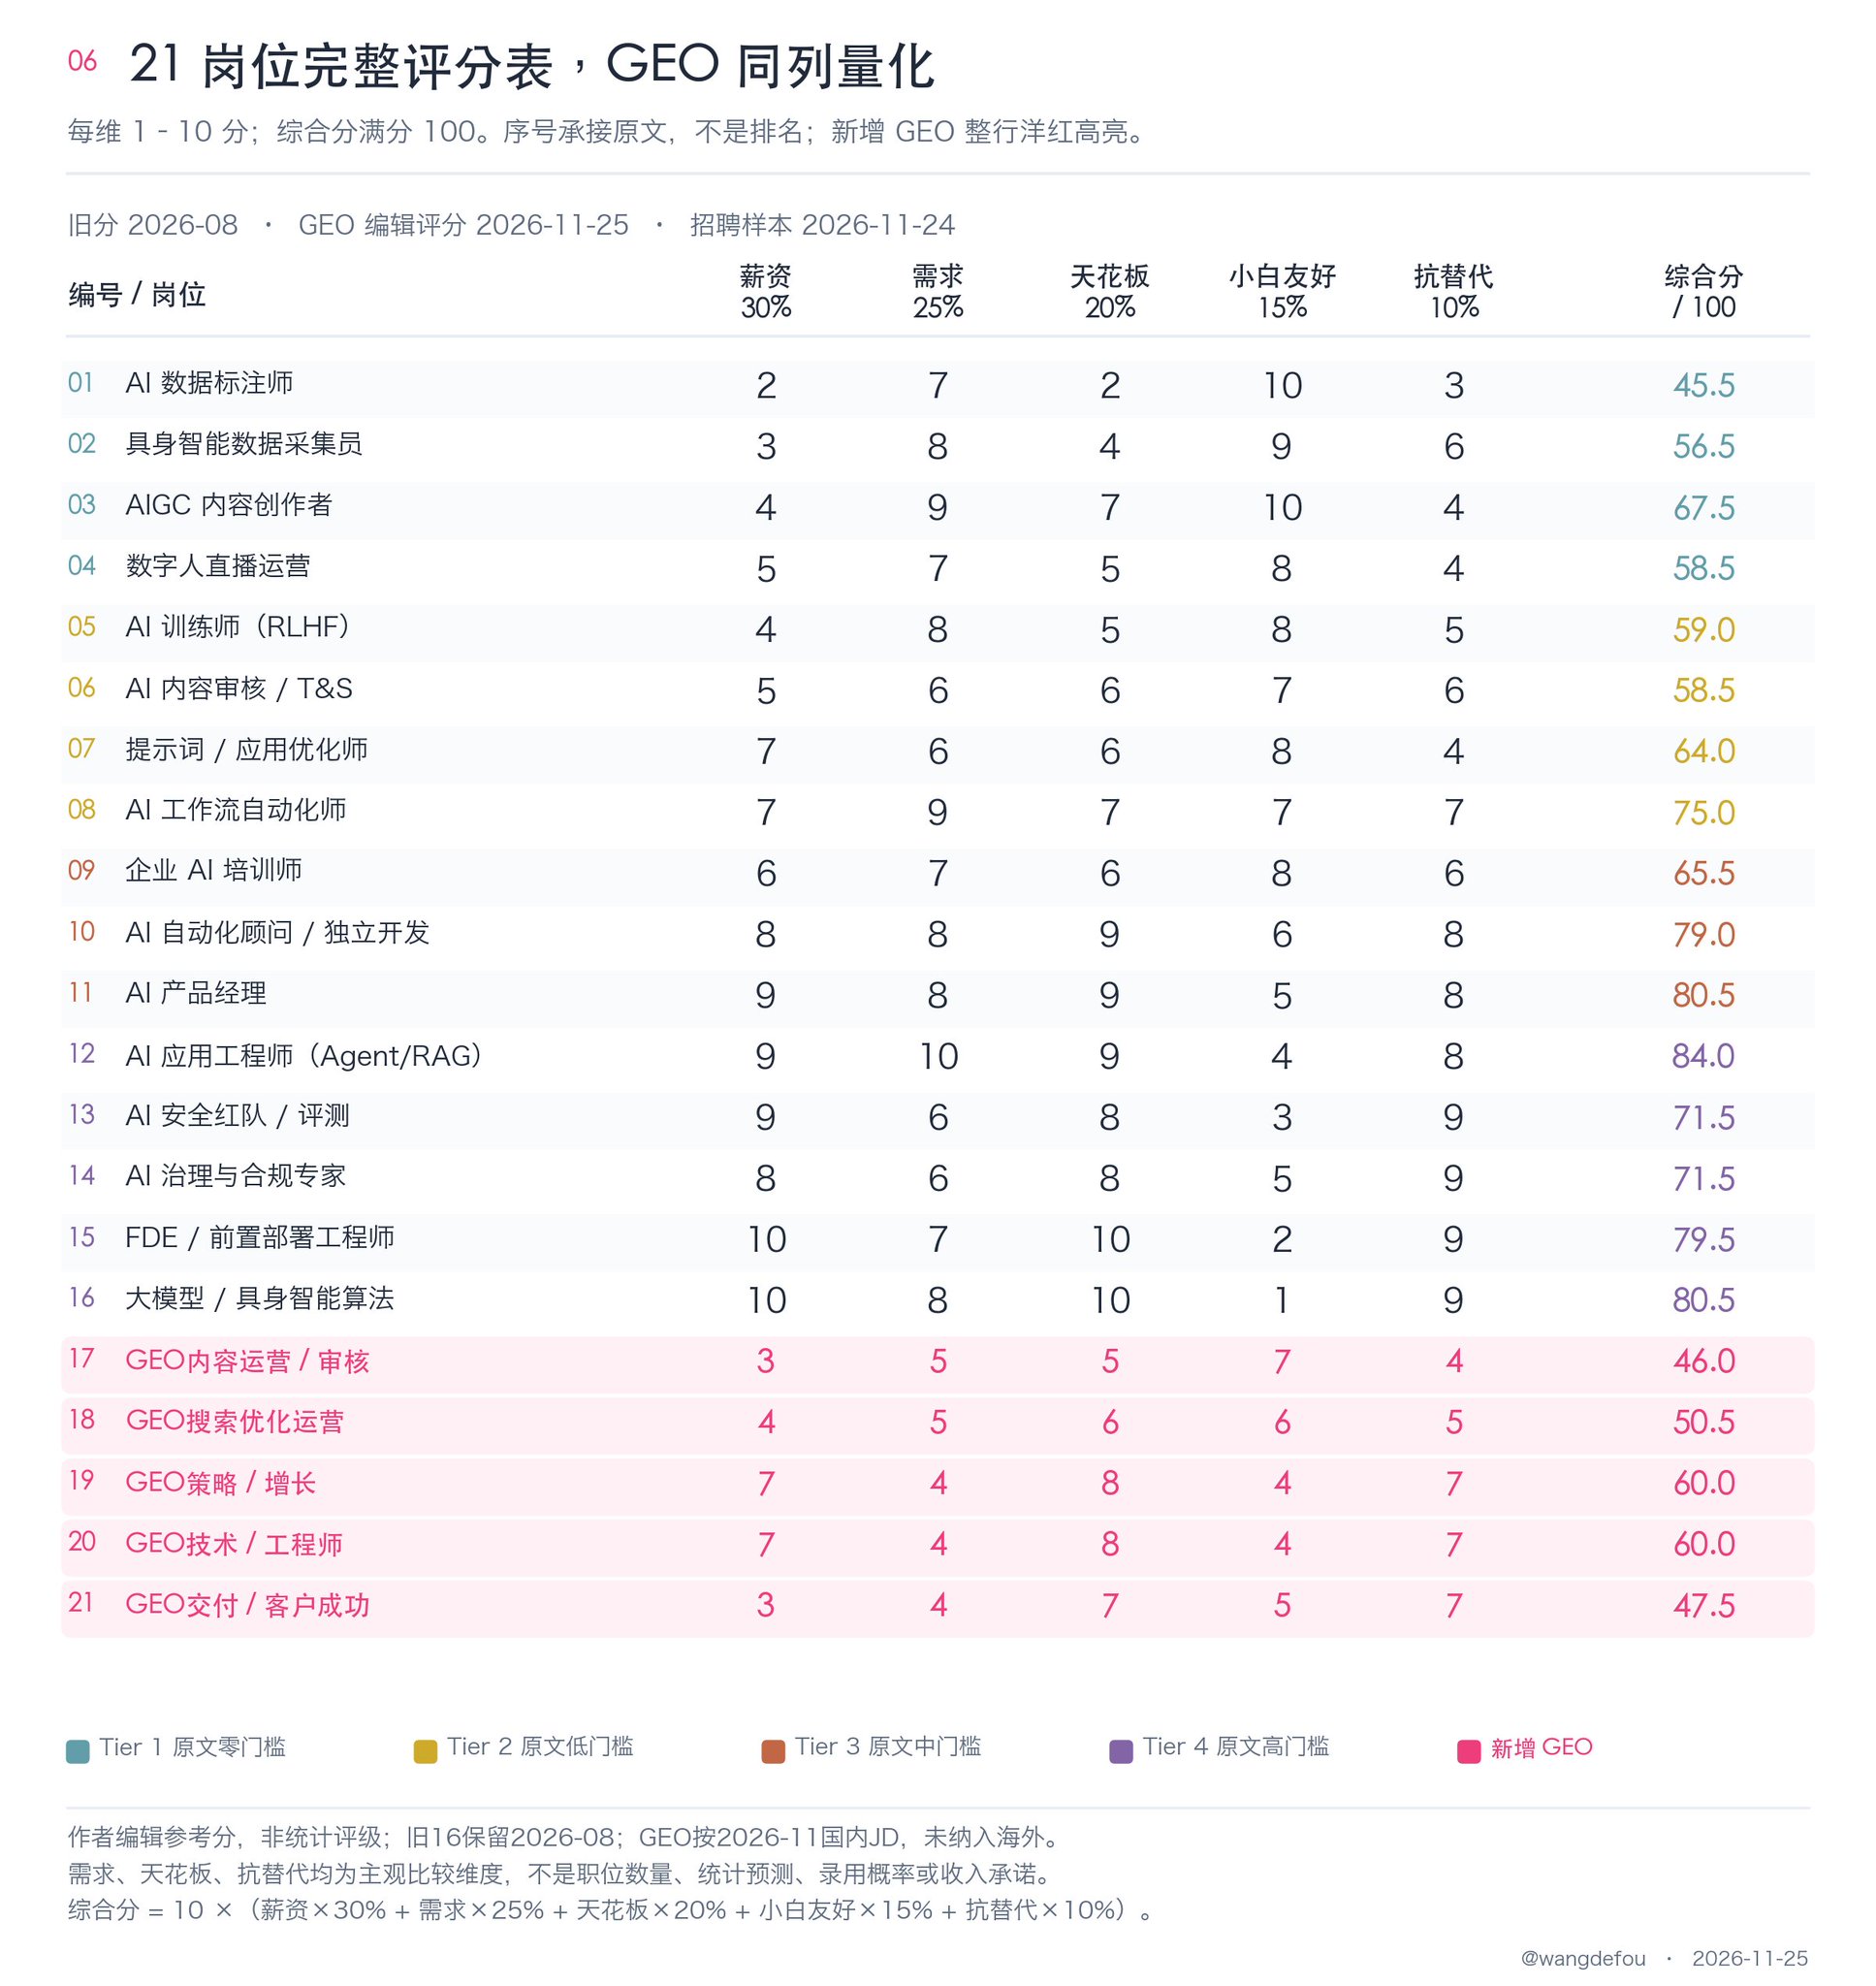 06 21 岗位完整评分表，GEO 同列量化
每维 1 - 10 分；综合分满分 100。序号承接原文，不是排名；新增 GEO 整行洋红高亮。
旧分 2026-08 · GEO 编辑评分 2026-11-25 · 招聘样本 2026-11-24
编号 / 岗位 薪资 30% 需求 25% 天花板 20% 小白友好 15% 抗替代 10% 综合分 / 100
01 AI 数据标注师 2 7 2 10 3 45.5
02 具身智能数据采集员 3 8 4 9 6 56.5
03 AIGC 内容创作者 4 9 7 10 4 67.5
04 数字人直播运营 5 7 5 8 4 58.5
05 AI 训练师（RLHF） 4 8 5 8 5 59.0
06 AI 内容审核 / T&S 5 6 6 7 6 58.5
07 提示词 / 应用优化师 7 6 6 8 4 64.0
08 AI 工作流自动化师 7 9 7 7 7 75.0
09 企业 AI 培训师 6 7 6 8 6 65.5
10 AI 自动化顾问 / 独立开发 8 8 9 6 8 79.0
11 AI 产品经理 9 8 9 5 8 80.5
12 AI 应用工程师（Agent/RAG） 9 10 9 4 8 84.0
13 AI 安全红队 / 评测 9 6 8 3 9 71.5
14 AI 治理与合规专家 8 6 8 5 9 71.5
15 FDE / 前置部署工程师 10 7 10 2 9 79.5
16 大模型 / 具身智能算法 10 8 10 1 9 80.5
17 GEO内容运营 / 审核 3 5 5 7 4 46.0
18 GEO搜索优化运营 4 5 6 6 5 50.5
19 GEO策略 / 增长 7 4 8 4 7 60.0
20 GEO技术 / 工程师 7 4 8 4 7 60.0
21 GEO交付 / 客户成功 3 4 7 5 7 47.5
Tier 1 原文零门槛 Tier 2 原文低门槛 Tier 3 原文中门槛 Tier 4 原文高门槛 新增 GEO
作者编辑参考分，非统计评级；旧16保留2026-08；GEO按2026-11国内JD，未纳入海外。
需求、天花板、抗替代均为主观比较维度，不是职位数量、统计预测、录用概率或收入承诺。
综合分 = 10 ×（薪资×30% + 需求×25% + 天花板×20% + 小白友好×15% + 抗替代×10%）。
@wangdefou · 2026-11-25